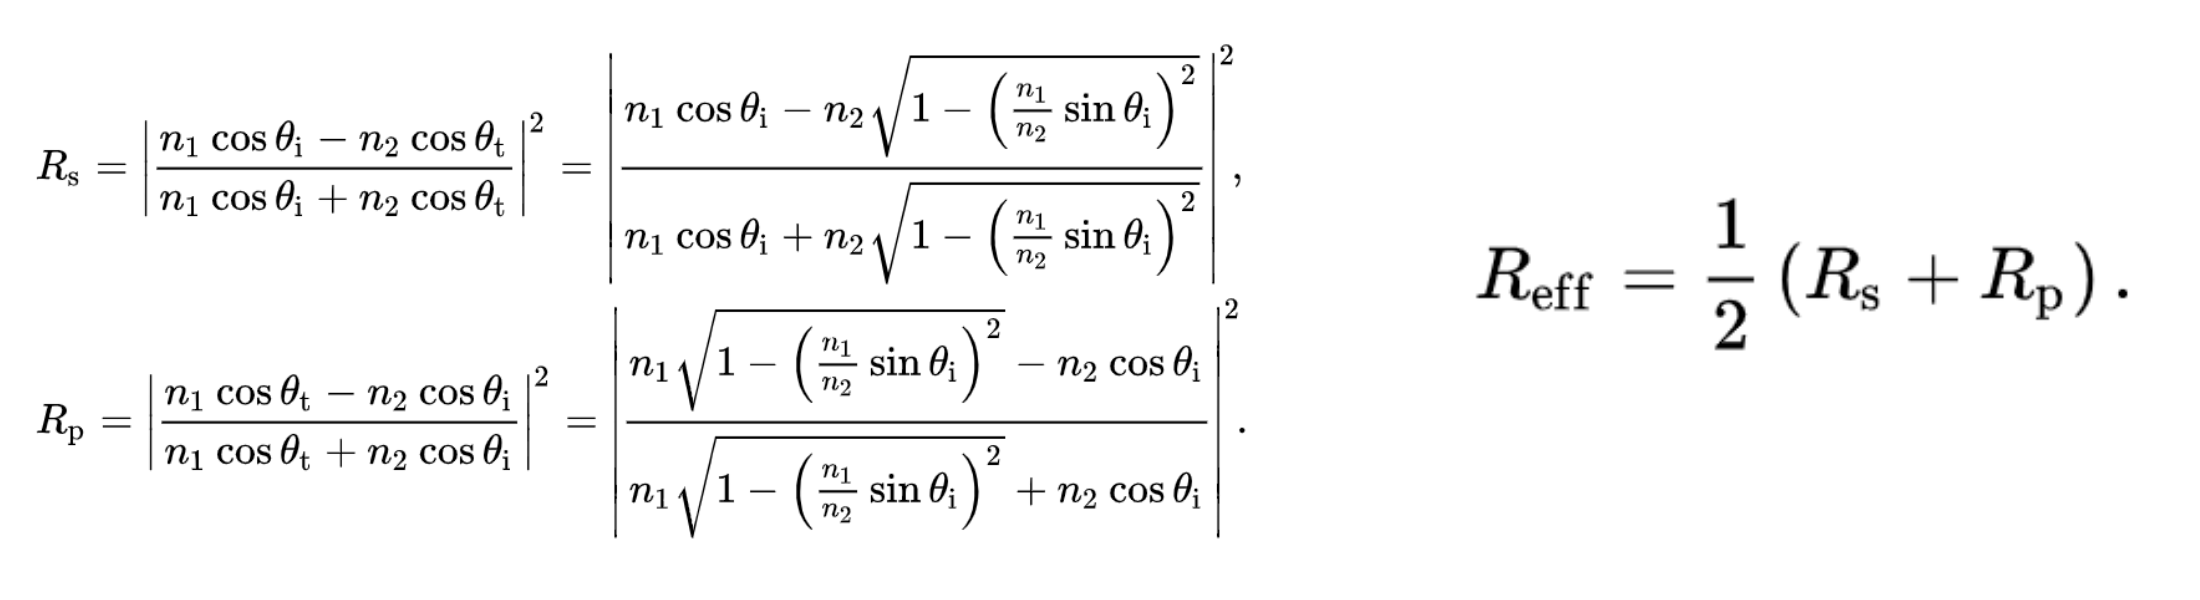 R_s = |(n_1 cos θ_i − n_2 cos θ_t)/(n_1 cos θ_i + n_2 cos θ_t)|^2 = |(n_1 cos θ_i − n_2 √(1 − ((n_1/n_2) sin θ_i)^2))/(n_1 cos θ_i + n_2 √(1 − ((n_1/n_2) sin θ_i)^2))|^2,
R_p = |(n_1 cos θ_t − n_2 cos θ_i)/(n_1 cos θ_t + n_2 cos θ_i)|^2 = |(n_1 √(1 − ((n_1/n_2) sin θ_i)^2) − n_2 cos θ_i)/(n_1 √(1 − ((n_1/n_2) sin θ_i)^2) + n_2 cos θ_i)|^2.
R_eff = 1/2 (R_s + R_p).